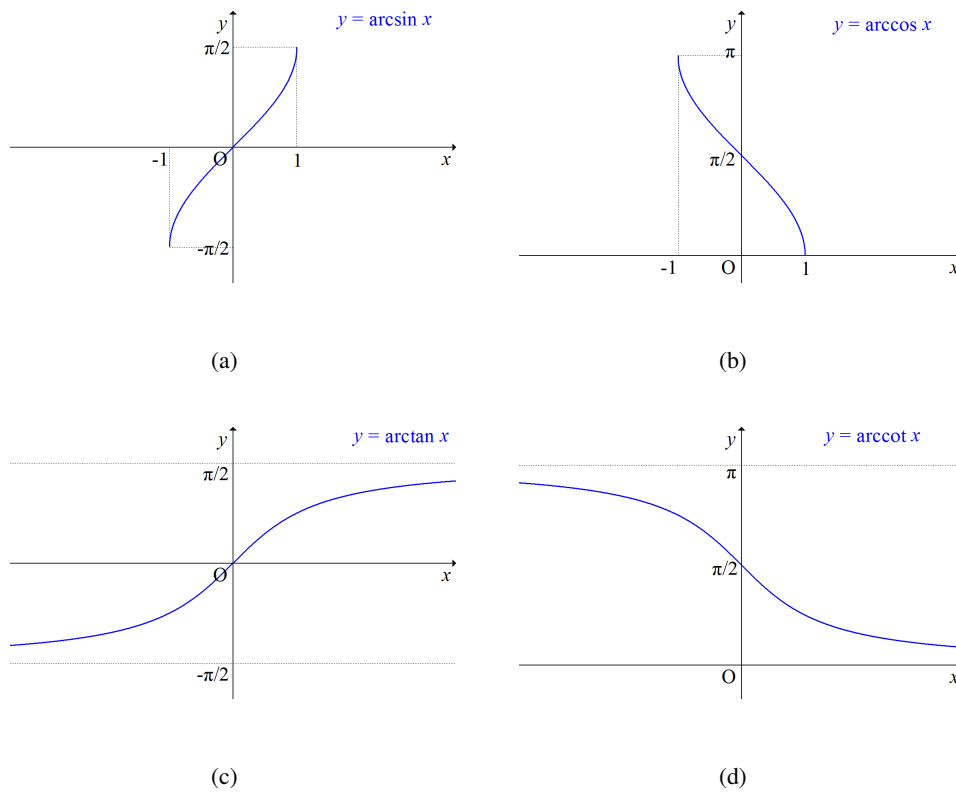 y y = arcsin x
π/2
-1 O 1 x
-π/2
(a)
y y = arccos x
π
π/2
-1 O 1 x
(b)
y y = arctan x
π/2
O x
-π/2
(c)
y y = arccot x
π
π/2
O x
(d)